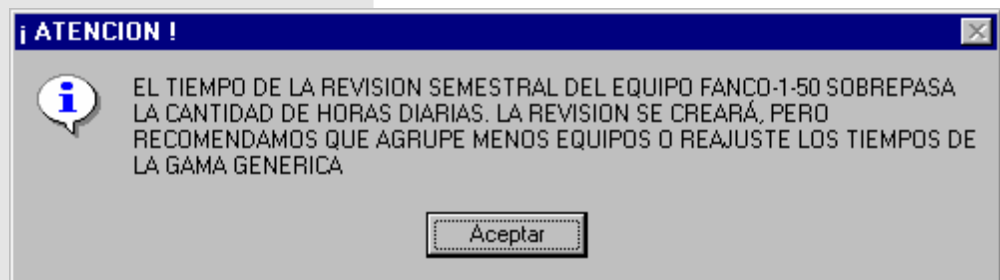 ¡ ATENCION !
EL TIEMPO DE LA REVISION SEMESTRAL DEL EQUIPO FANCO-1-50 SOBREPASA
LA CANTIDAD DE HORAS DIARIAS. LA REVISION SE CREARÁ, PERO
RECOMENDAMOS QUE AGRUPE MENOS EQUIPOS O REAJUSTE LOS TIEMPOS DE
LA GAMA GENERICA
Aceptar